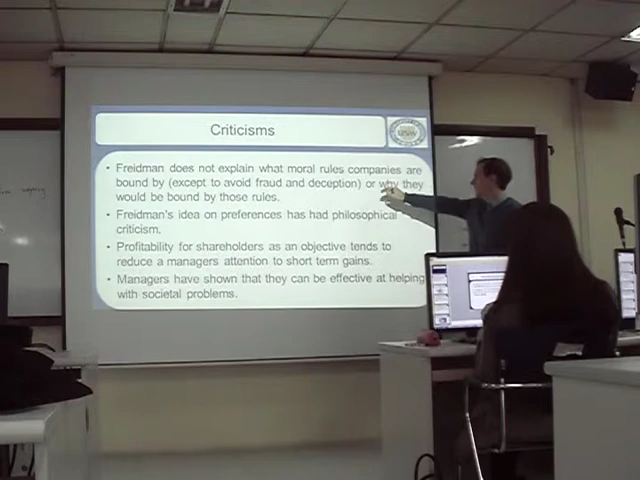 Criticisms
• Freidman does not explain what moral rules companies are
bound by (except to avoid fraud and deception) or why they
would be bound by those rules.
• Freidman's idea on preferences has had philosophical
criticism.
• Profitability for shareholders as an objective tends to
reduce a managers attention to short term gains.
• Managers have shown that they can be effective at helping
with societal problems.